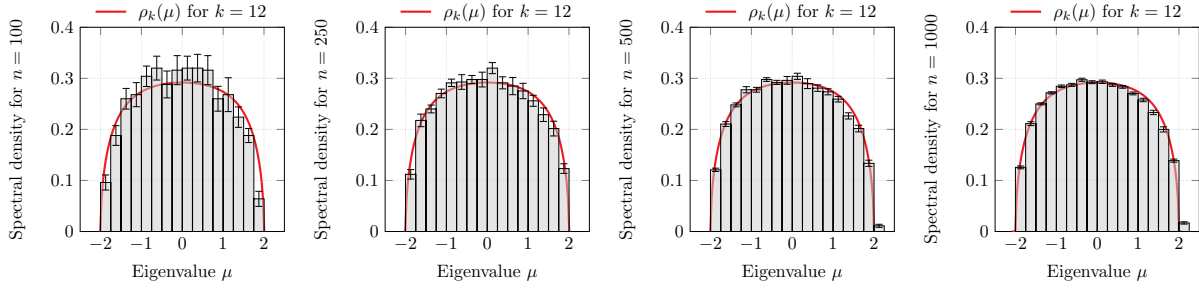 ρₖ(μ) for k = 12
Spectral density for n = 100
0.4
0.3
0.2
0.1
0
−2 −1 0 1 2
Eigenvalue μ
ρₖ(μ) for k = 12
Spectral density for n = 250
0.4
0.3
0.2
0.1
0
−2 −1 0 1 2
Eigenvalue μ
ρₖ(μ) for k = 12
Spectral density for n = 500
0.4
0.3
0.2
0.1
0
−2 −1 0 1 2
Eigenvalue μ
ρₖ(μ) for k = 12
Spectral density for n = 1000
0.4
0.3
0.2
0.1
0
−2 −1 0 1 2
Eigenvalue μ